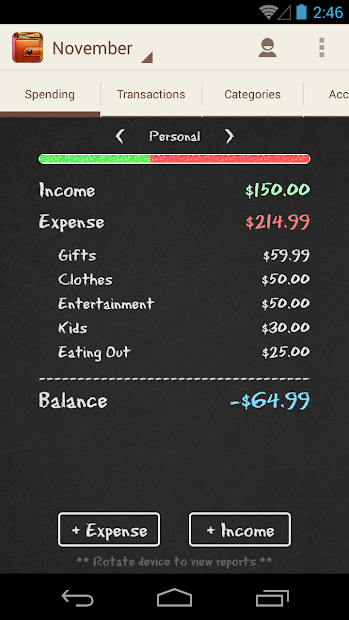 2:46
November
Spending Transactions Categories Acc
Personal
Income $150.00
Expense $214.99
Gifts $59.99
Clothes $50.00
Entertainment $50.00
Kids $30.00
Eating Out $25.00
Balance -$64.99
+ Expense + Income
** Rotate device to view reports **